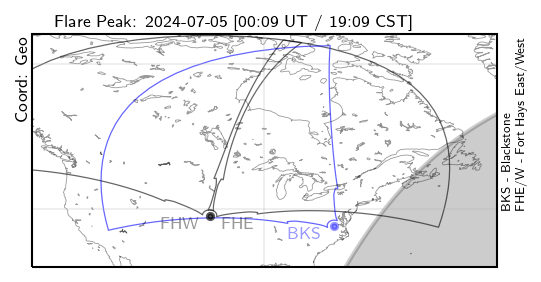 Flare Peak: 2024-07-05 [00:09 UT / 19:09 CST]
Coord: Geo
FHW
FHE
BKS
BKS - Blackstone
FHE/W - Fort Hays East/West